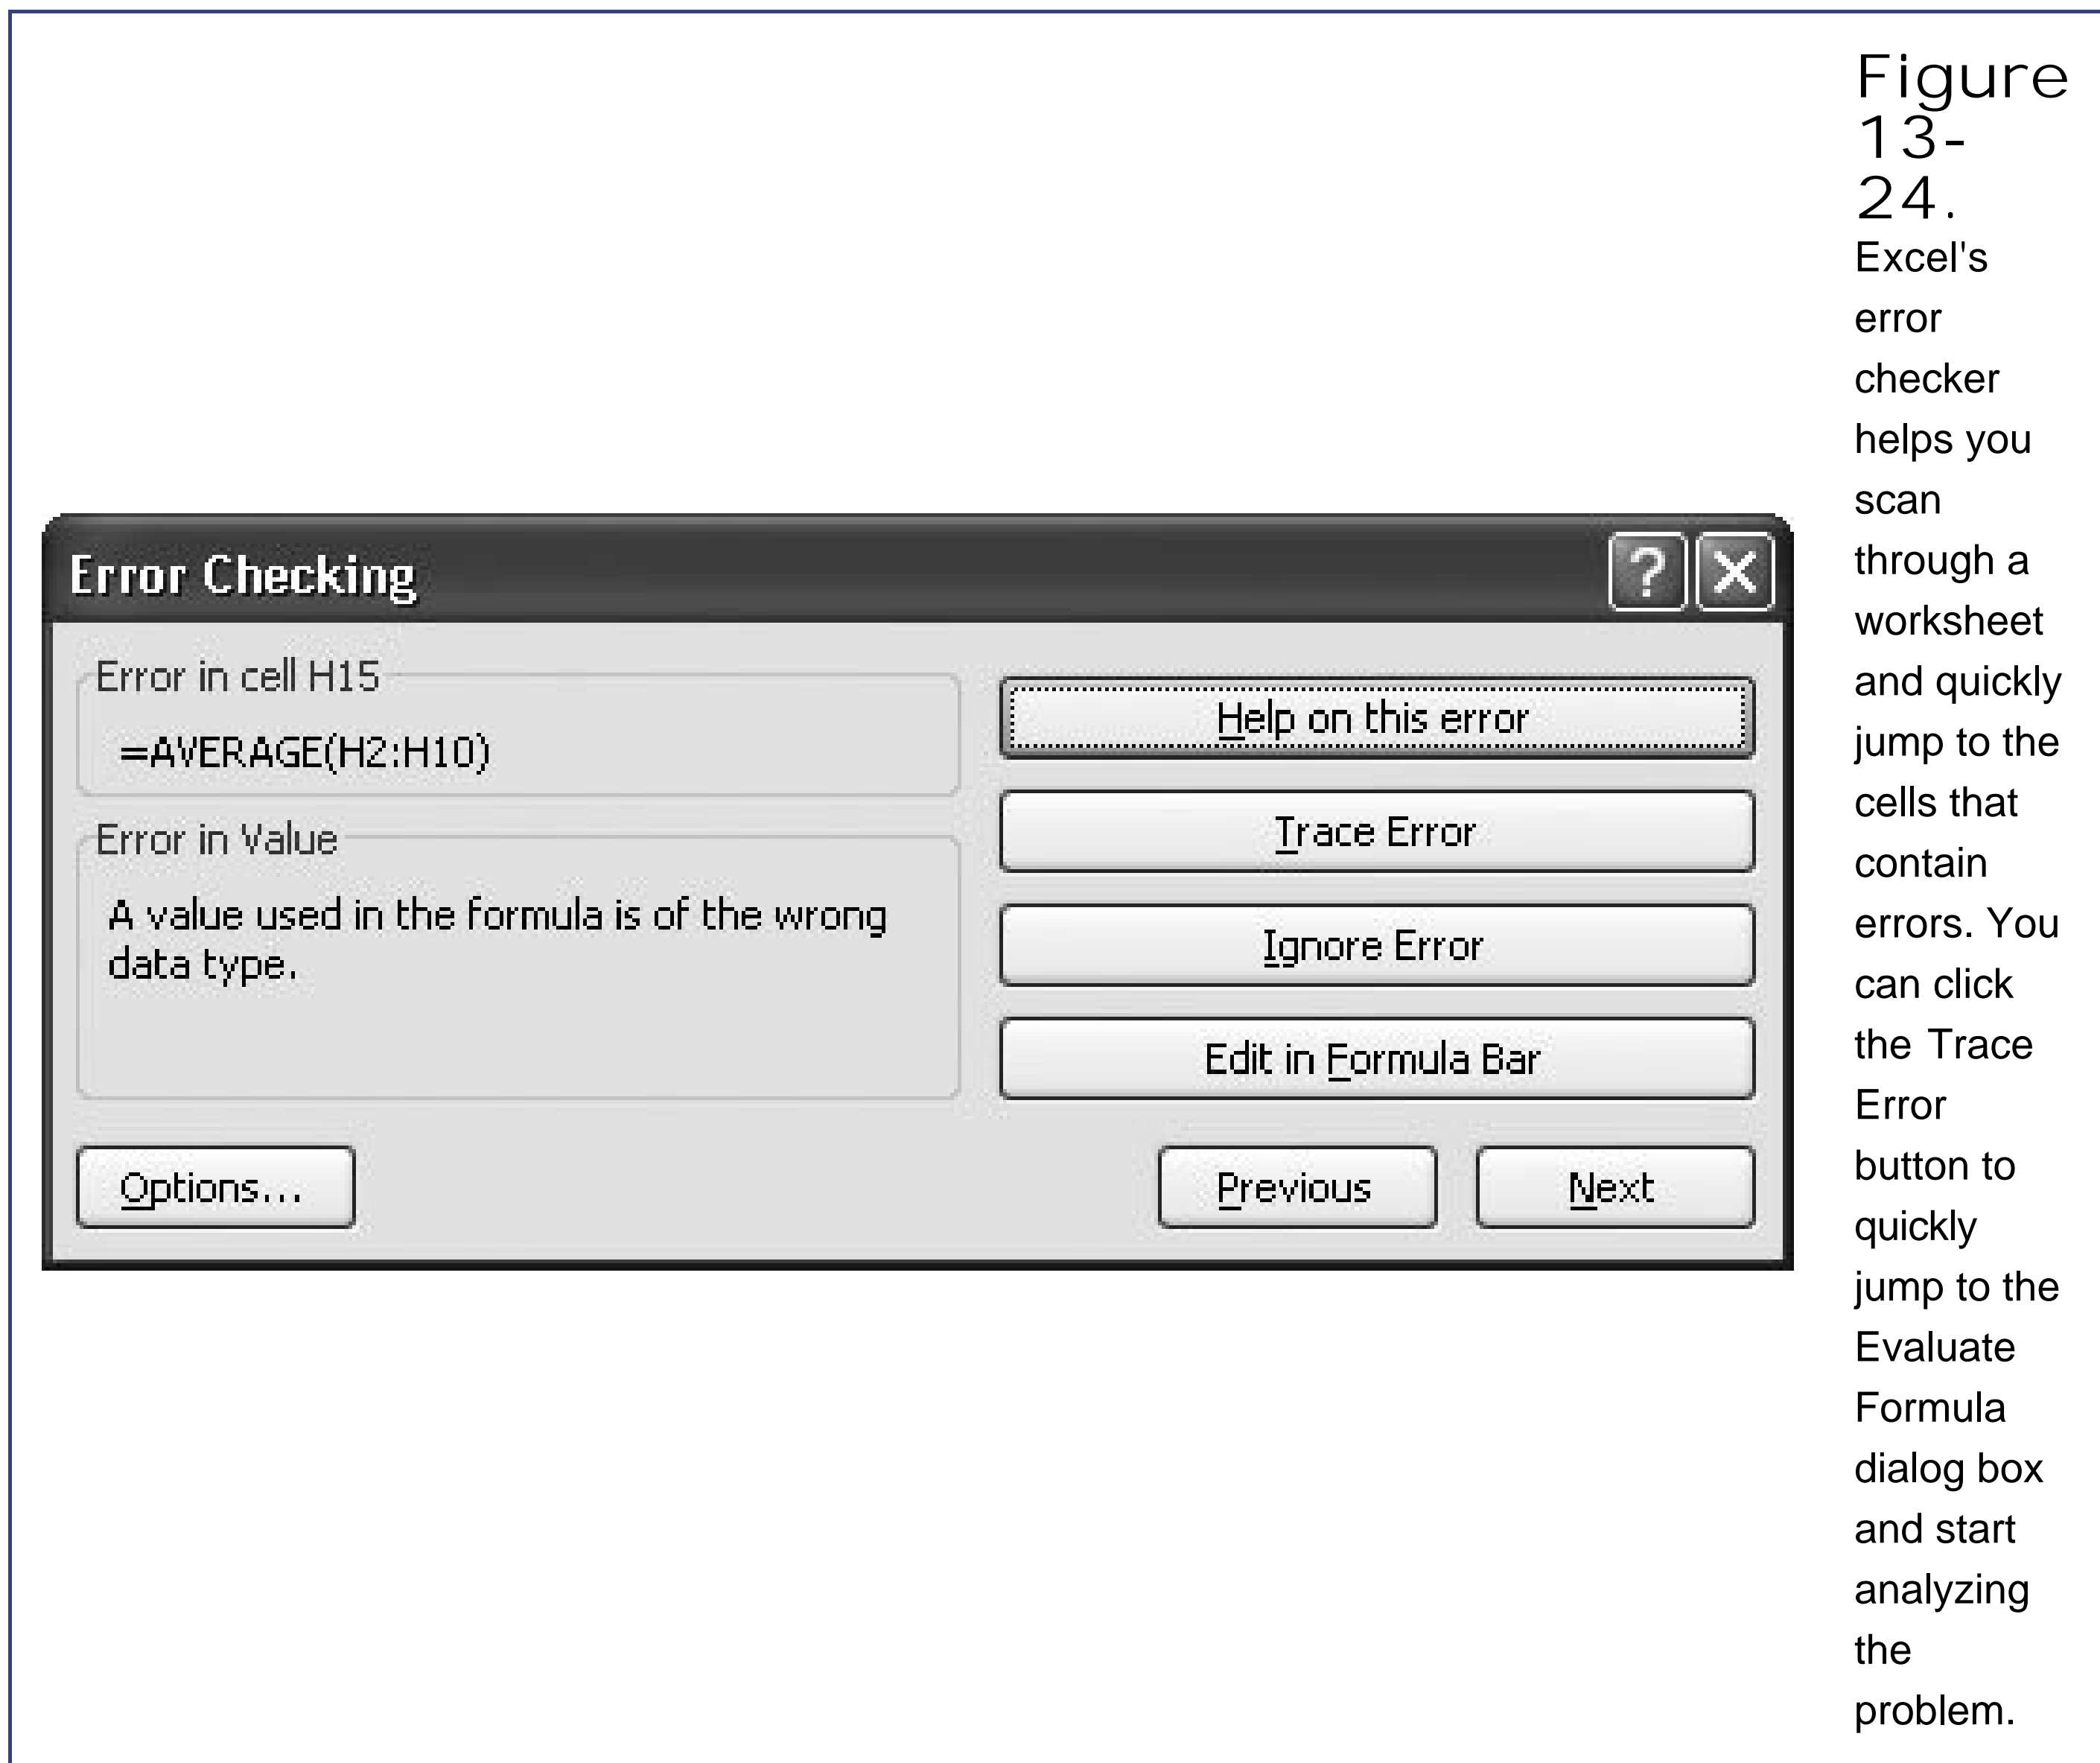 Error Checking
Error in cell H15
=AVERAGE(H2:H10)
Error in Value
A value used in the formula is of the wrong
data type.
Help on this error
Trace Error
Ignore Error
Edit in Formula Bar
Options...
Previous
Next
Figure
13-
24.
Excel's
error
checker
helps you
scan
through a
worksheet
and quickly
jump to the
cells that
contain
errors. You
can click
the Trace
Error
button to
quickly
jump to the
Evaluate
Formula
dialog box
and start
analyzing
the
problem.